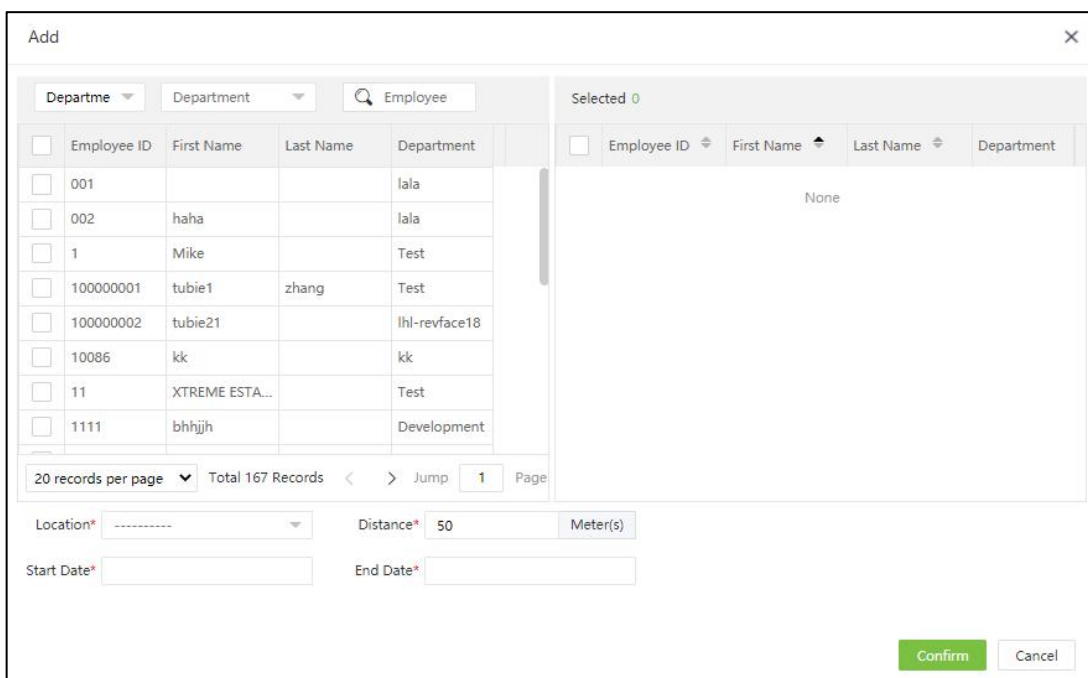 Add
Departme Department Employee Selected 0
Employee ID First Name Last Name Department Employee ID First Name Last Name Department
001 lala None
002 haha lala
1 Mike Test
100000001 tubie1 zhang Test
100000002 tubie21 lhl-revface18
10086 kk kk
11 XTREME ESTA... Test
1111 bhhjjh Development
20 records per page Total 167 Records < > Jump 1 Page
Location* ---------- Distance* 50 Meter(s)
Start Date* End Date*
Confirm Cancel